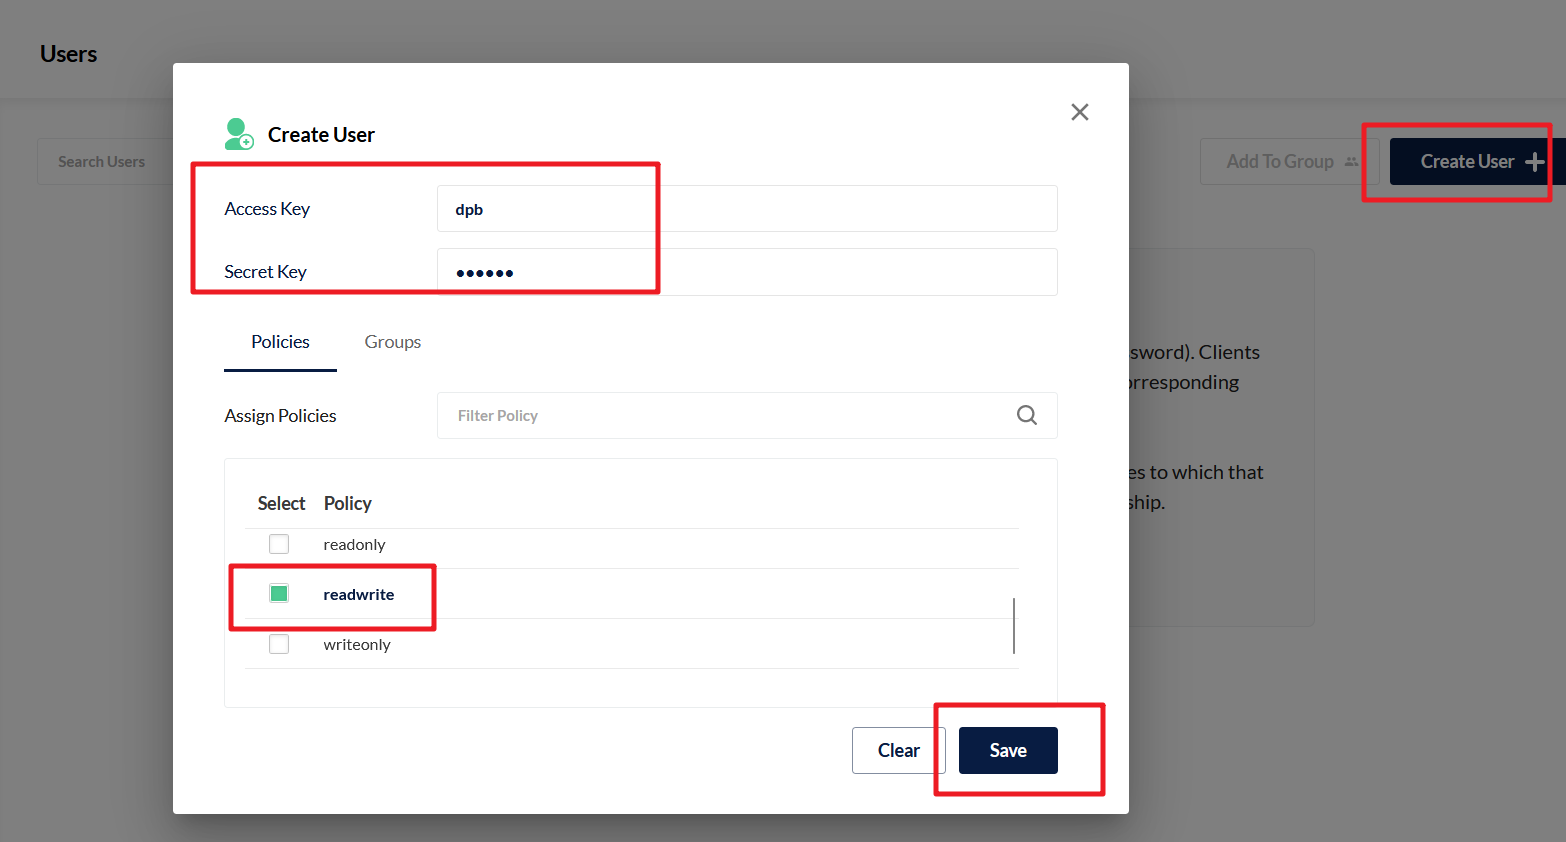 Users
Search Users
Add To Group
Create User
Create User
Access Key
dpb
Secret Key
••••••
Policies
Groups
Assign Policies
Filter Policy
Select Policy
readonly
readwrite
writeonly
Clear
Save
sword). Clients
orresponding
es to which that
ship.